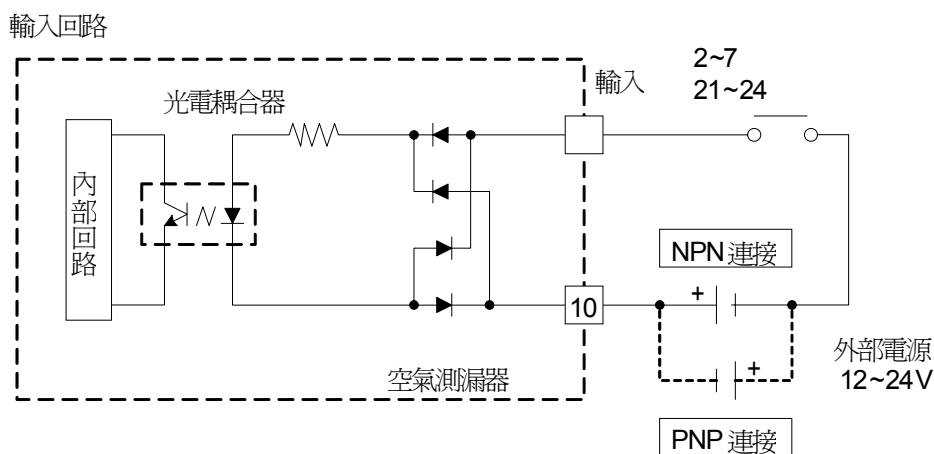 輸入回路
2~7
21~24
輸入
光電耦合器
內部回路
NPN 連接
+
10
+
外部電源
12~24V
空氣測漏器
PNP 連接